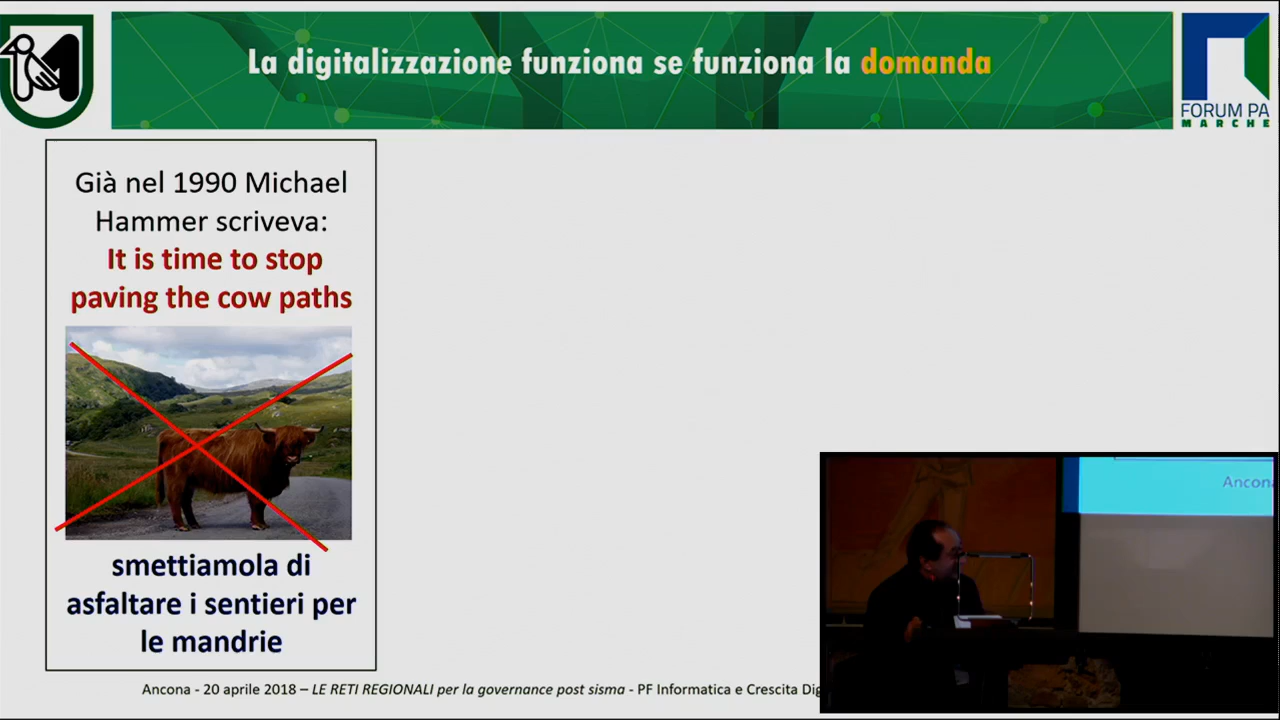 La digitalizzazione funziona se funziona la domanda
FORUM PA
MARCHE
Già nel 1990 Michael
Hammer scriveva:
It is time to stop
paving the cow paths
smettiamola di
asfaltare i sentieri per
le mandrie
Ancona - 20 aprile 2018 – LE RETI REGIONALI per la governance post sisma - PF Informatica e Crescita Dig
Ancona